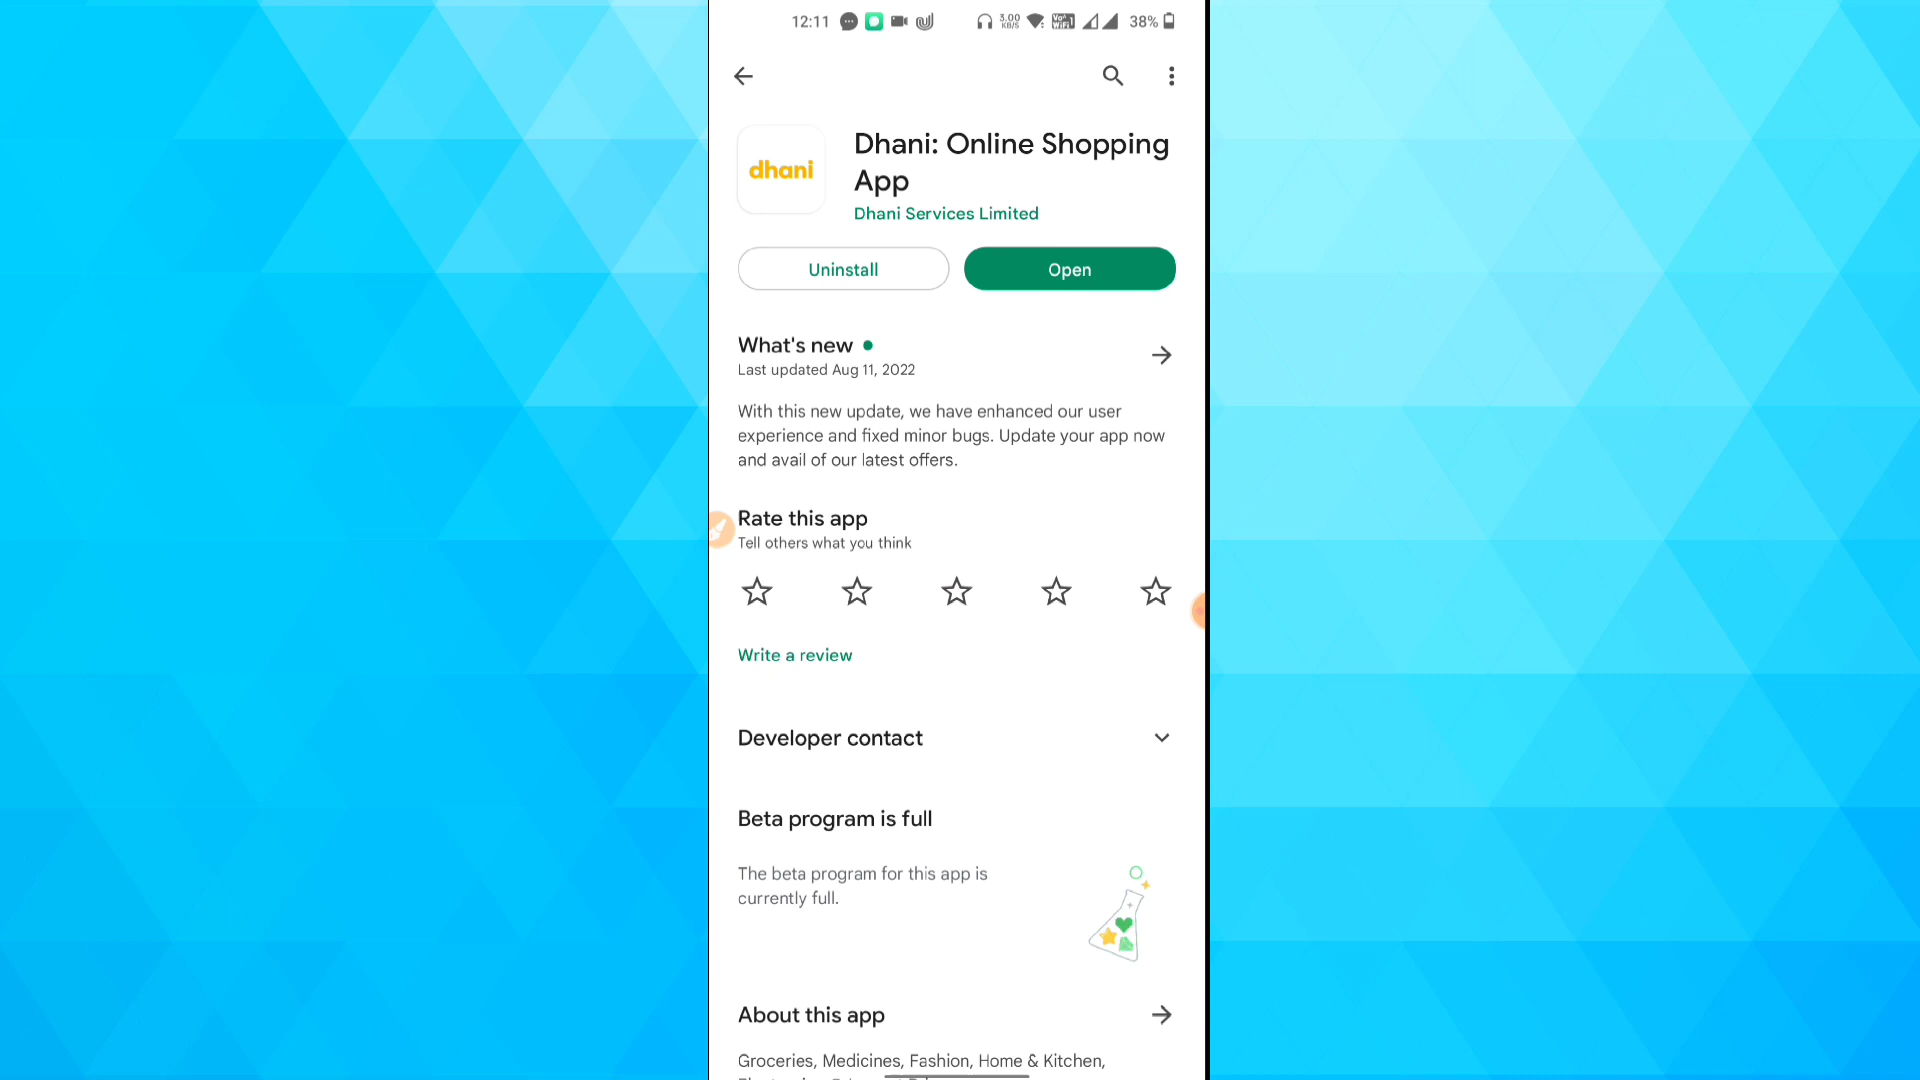 12:11 3.00 KB/S 38%
dhani
Dhani: Online Shopping
App
Dhani Services Limited
Uninstall
Open
What's new
Last updated Aug 11, 2022
With this new update, we have enhanced our user
experience and fixed minor bugs. Update your app now
and avail of our latest offers.
Rate this app
Tell others what you think
Write a review
Developer contact
Beta program is full
The beta program for this app is
currently full.
About this app
Groceries, Medicines, Fashion, Home & Kitchen,